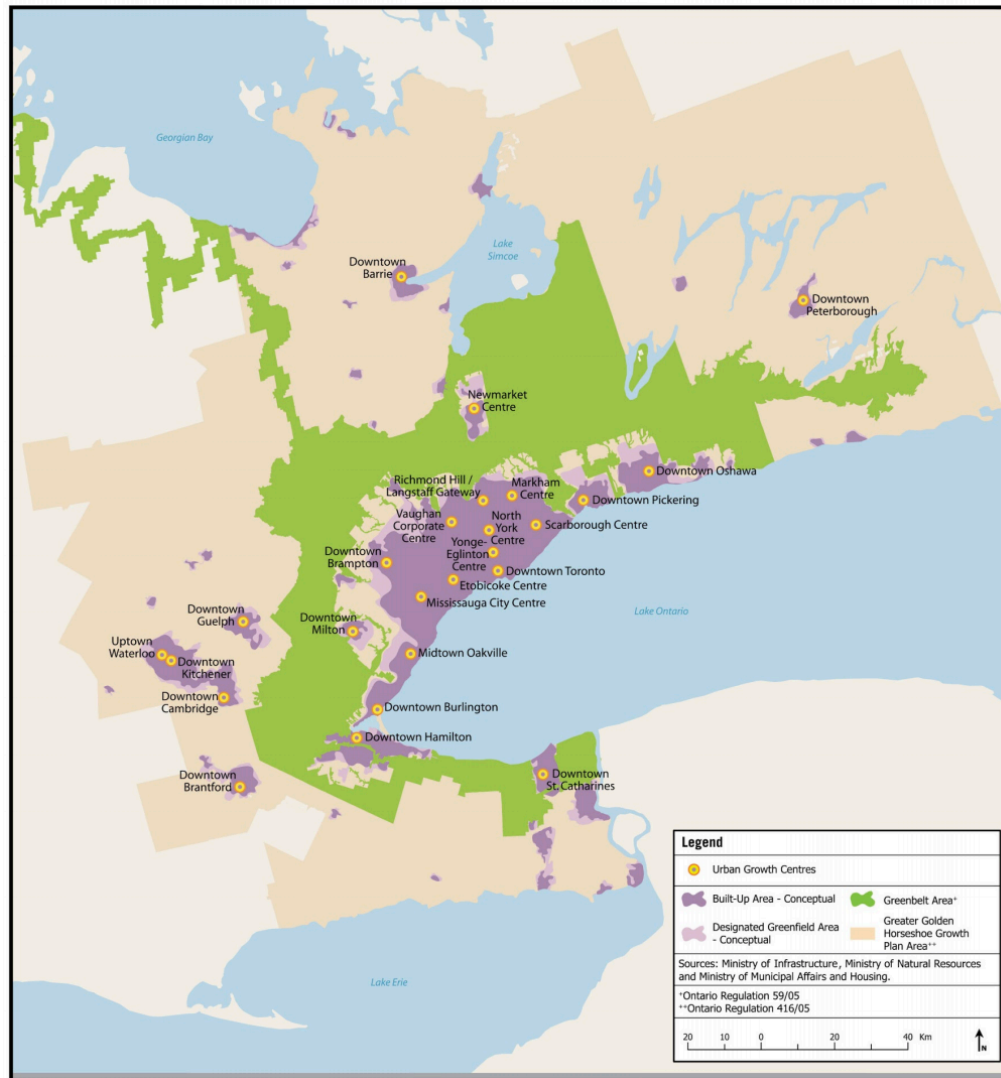 Georgian Bay
Lake
Simcoe
Downtown
Barrie
Downtown
Peterborough
Newmarket
Centre
Richmond Hill /
Langstaff Gateway
Markham
Centre
Downtown Oshawa
Downtown Pickering
Vaughan
Corporate
Centre
North
York
Centre
Scarborough Centre
Yonge-
Eglinton
Centre
Downtown
Brampton
Downtown Toronto
Etobicoke Centre
Mississauga City Centre
Lake Ontario
Downtown
Guelph
Downtown
Milton
Uptown
Waterloo
Downtown
Kitchener
Midtown Oakville
Downtown
Cambridge
Downtown Burlington
Downtown Hamilton
Downtown
Brantford
Downtown
St. Catharines
Lake Erie
Legend
Urban Growth Centres
Built-Up Area - Conceptual
Greenbelt Area+
Designated Greenfield Area
- Conceptual
Greater Golden
Horseshoe Growth
Plan Area++
Sources: Ministry of Infrastructure, Ministry of Natural Resources
and Ministry of Municipal Affairs and Housing.
+Ontario Regulation 59/05
++Ontario Regulation 416/05
20 10 0 20 40 Km
N